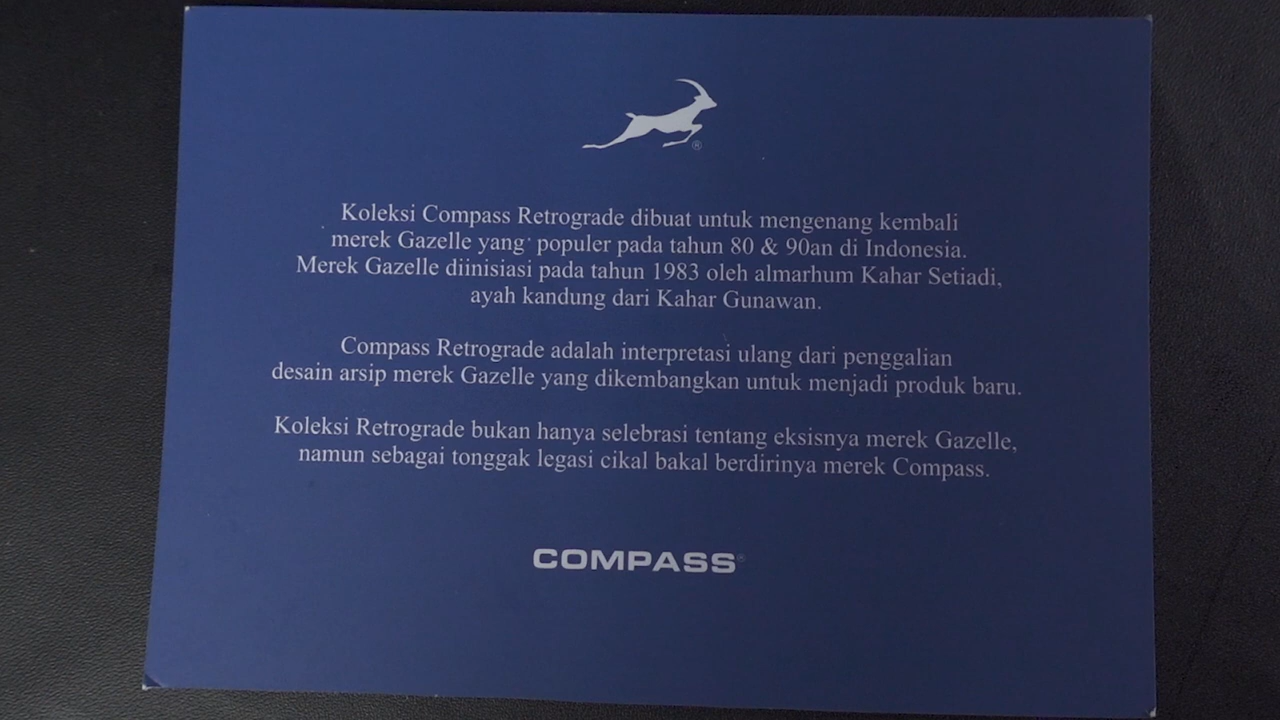 ®
Koleksi Compass Retrograde dibuat untuk mengenang kembali
merek Gazelle yang populer pada tahun 80 & 90an di Indonesia.
Merek Gazelle diinisiasi pada tahun 1983 oleh almarhum Kahar Setiadi,
ayah kandung dari Kahar Gunawan.
Compass Retrograde adalah interpretasi ulang dari penggalian
desain arsip merek Gazelle yang dikembangkan untuk menjadi produk baru.
Koleksi Retrograde bukan hanya selebrasi tentang eksisnya merek Gazelle,
namun sebagai tonggak legasi cikal bakal berdirinya merek Compass.
COMPASS®